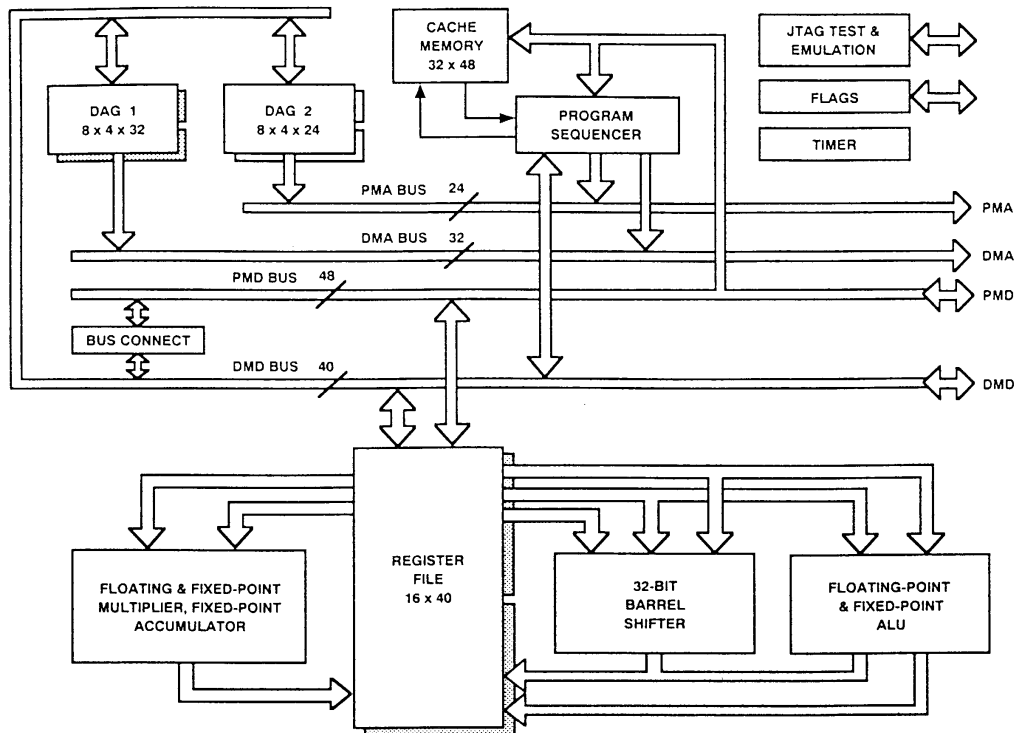 CACHE
MEMORY
32 x 48
JTAG TEST &
EMULATION
FLAGS
TIMER
DAG 1
8 x 4 x 32
DAG 2
8 x 4 x 24
PROGRAM
SEQUENCER
PMA BUS 24
PMA
DMA BUS 32
DMA
PMD BUS 48
PMD
BUS CONNECT
DMD BUS 40
DMD
FLOATING & FIXED-POINT
MULTIPLIER, FIXED-POINT
ACCUMULATOR
REGISTER
FILE
16 x 40
32-BIT
BARREL
SHIFTER
FLOATING-POINT
& FIXED-POINT
ALU